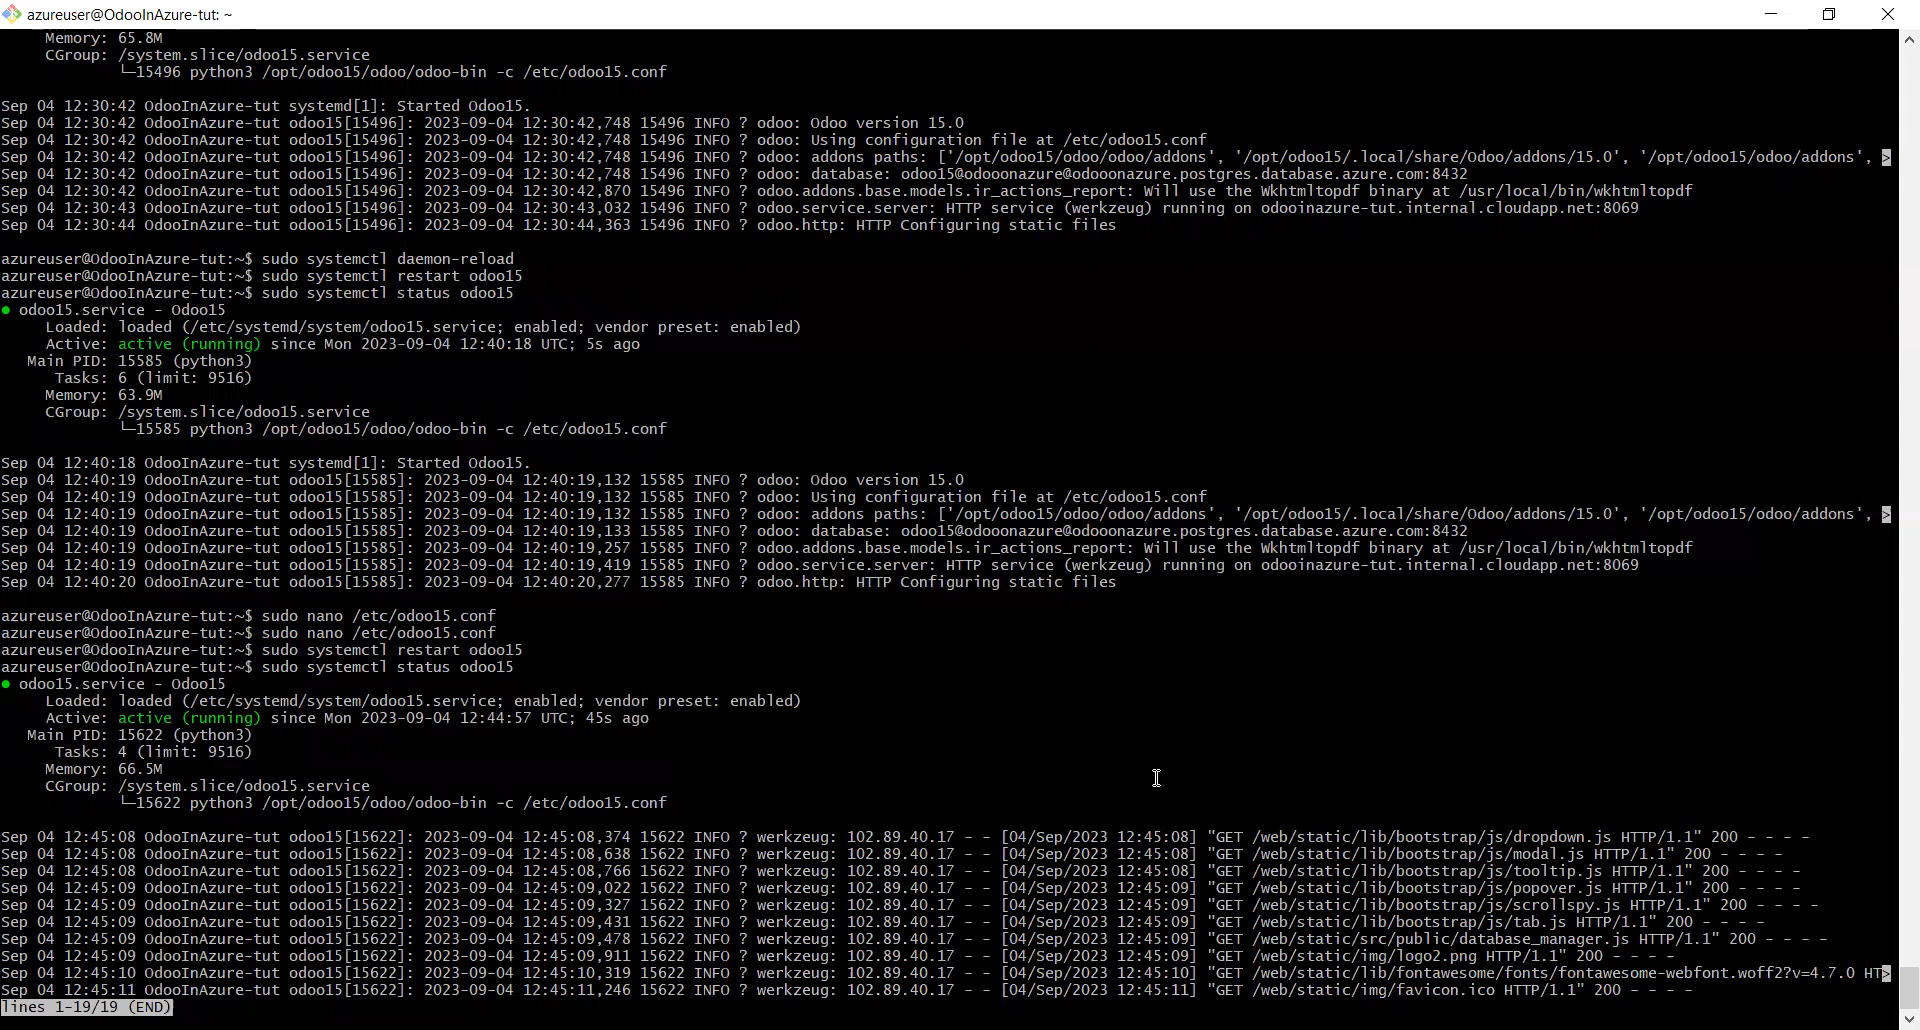 azureuser@OdooInAzure-tut: ~
Memory: 65.8M
CGroup: /system.slice/odoo15.service
└─15496 python3 /opt/odoo15/odoo/odoo-bin -c /etc/odoo15.conf
Sep 04 12:30:42 OdooInAzure-tut systemd[1]: Started Odoo15.
Sep 04 12:30:42 OdooInAzure-tut odoo15[15496]: 2023-09-04 12:30:42,748 15496 INFO ? odoo: Odoo version 15.0
Sep 04 12:30:42 OdooInAzure-tut odoo15[15496]: 2023-09-04 12:30:42,748 15496 INFO ? odoo: Using configuration file at /etc/odoo15.conf
Sep 04 12:30:42 OdooInAzure-tut odoo15[15496]: 2023-09-04 12:30:42,748 15496 INFO ? odoo: addons paths: ['/opt/odoo15/odoo/odoo/addons', '/opt/odoo15/.local/share/Odoo/addons/15.0', '/opt/odoo15/odoo/addons', >
Sep 04 12:30:42 OdooInAzure-tut odoo15[15496]: 2023-09-04 12:30:42,748 15496 INFO ? odoo: database: odoo15@odooonazure@odooonazure.postgres.database.azure.com:8432
Sep 04 12:30:42 OdooInAzure-tut odoo15[15496]: 2023-09-04 12:30:42,870 15496 INFO ? odoo.addons.base.models.ir_actions_report: Will use the Wkhtmltopdf binary at /usr/local/bin/wkhtmltopdf
Sep 04 12:30:43 OdooInAzure-tut odoo15[15496]: 2023-09-04 12:30:43,032 15496 INFO ? odoo.service.server: HTTP service (werkzeug) running on odooinazure-tut.internal.cloudapp.net:8069
Sep 04 12:30:44 OdooInAzure-tut odoo15[15496]: 2023-09-04 12:30:44,363 15496 INFO ? odoo.http: HTTP Configuring static files
azureuser@OdooInAzure-tut:~$ sudo systemctl daemon-reload
azureuser@OdooInAzure-tut:~$ sudo systemctl restart odoo15
azureuser@OdooInAzure-tut:~$ sudo systemctl status odoo15
● odoo15.service - Odoo15
Loaded: loaded (/etc/systemd/system/odoo15.service; enabled; vendor preset: enabled)
Active: active (running) since Mon 2023-09-04 12:40:18 UTC; 5s ago
Main PID: 15585 (python3)
Tasks: 6 (limit: 9516)
Memory: 63.9M
CGroup: /system.slice/odoo15.service
└─15585 python3 /opt/odoo15/odoo/odoo-bin -c /etc/odoo15.conf
Sep 04 12:40:18 OdooInAzure-tut systemd[1]: Started Odoo15.
Sep 04 12:40:19 OdooInAzure-tut odoo15[15585]: 2023-09-04 12:40:19,132 15585 INFO ? odoo: Odoo version 15.0
Sep 04 12:40:19 OdooInAzure-tut odoo15[15585]: 2023-09-04 12:40:19,132 15585 INFO ? odoo: Using configuration file at /etc/odoo15.conf
Sep 04 12:40:19 OdooInAzure-tut odoo15[15585]: 2023-09-04 12:40:19,132 15585 INFO ? odoo: addons paths: ['/opt/odoo15/odoo/odoo/addons', '/opt/odoo15/.local/share/Odoo/addons/15.0', '/opt/odoo15/odoo/addons', >
Sep 04 12:40:19 OdooInAzure-tut odoo15[15585]: 2023-09-04 12:40:19,133 15585 INFO ? odoo: database: odoo15@odooonazure@odooonazure.postgres.database.azure.com:8432
Sep 04 12:40:19 OdooInAzure-tut odoo15[15585]: 2023-09-04 12:40:19,257 15585 INFO ? odoo.addons.base.models.ir_actions_report: Will use the Wkhtmltopdf binary at /usr/local/bin/wkhtmltopdf
Sep 04 12:40:19 OdooInAzure-tut odoo15[15585]: 2023-09-04 12:40:19,419 15585 INFO ? odoo.service.server: HTTP service (werkzeug) running on odooinazure-tut.internal.cloudapp.net:8069
Sep 04 12:40:20 OdooInAzure-tut odoo15[15585]: 2023-09-04 12:40:20,277 15585 INFO ? odoo.http: HTTP Configuring static files
azureuser@OdooInAzure-tut:~$ sudo nano /etc/odoo15.conf
azureuser@OdooInAzure-tut:~$ sudo nano /etc/odoo15.conf
azureuser@OdooInAzure-tut:~$ sudo systemctl restart odoo15
azureuser@OdooInAzure-tut:~$ sudo systemctl status odoo15
● odoo15.service - Odoo15
Loaded: loaded (/etc/systemd/system/odoo15.service; enabled; vendor preset: enabled)
Active: active (running) since Mon 2023-09-04 12:44:57 UTC; 45s ago
Main PID: 15622 (python3)
Tasks: 4 (limit: 9516)
Memory: 66.5M
CGroup: /system.slice/odoo15.service
└─15622 python3 /opt/odoo15/odoo/odoo-bin -c /etc/odoo15.conf
Sep 04 12:45:08 OdooInAzure-tut odoo15[15622]: 2023-09-04 12:45:08,374 15622 INFO ? werkzeug: 102.89.40.17 - - [04/Sep/2023 12:45:08] "GET /web/static/lib/bootstrap/js/dropdown.js HTTP/1.1" 200 - - - -
Sep 04 12:45:08 OdooInAzure-tut odoo15[15622]: 2023-09-04 12:45:08,638 15622 INFO ? werkzeug: 102.89.40.17 - - [04/Sep/2023 12:45:08] "GET /web/static/lib/bootstrap/js/modal.js HTTP/1.1" 200 - - - -
Sep 04 12:45:08 OdooInAzure-tut odoo15[15622]: 2023-09-04 12:45:08,766 15622 INFO ? werkzeug: 102.89.40.17 - - [04/Sep/2023 12:45:08] "GET /web/static/lib/bootstrap/js/tooltip.js HTTP/1.1" 200 - - - -
Sep 04 12:45:09 OdooInAzure-tut odoo15[15622]: 2023-09-04 12:45:09,022 15622 INFO ? werkzeug: 102.89.40.17 - - [04/Sep/2023 12:45:09] "GET /web/static/lib/bootstrap/js/popover.js HTTP/1.1" 200 - - - -
Sep 04 12:45:09 OdooInAzure-tut odoo15[15622]: 2023-09-04 12:45:09,327 15622 INFO ? werkzeug: 102.89.40.17 - - [04/Sep/2023 12:45:09] "GET /web/static/lib/bootstrap/js/scrollspy.js HTTP/1.1" 200 - - - -
Sep 04 12:45:09 OdooInAzure-tut odoo15[15622]: 2023-09-04 12:45:09,431 15622 INFO ? werkzeug: 102.89.40.17 - - [04/Sep/2023 12:45:09] "GET /web/static/lib/bootstrap/js/tab.js HTTP/1.1" 200 - - - -
Sep 04 12:45:09 OdooInAzure-tut odoo15[15622]: 2023-09-04 12:45:09,478 15622 INFO ? werkzeug: 102.89.40.17 - - [04/Sep/2023 12:45:09] "GET /web/static/src/public/database_manager.js HTTP/1.1" 200 - - - -
Sep 04 12:45:09 OdooInAzure-tut odoo15[15622]: 2023-09-04 12:45:09,911 15622 INFO ? werkzeug: 102.89.40.17 - - [04/Sep/2023 12:45:09] "GET /web/static/img/logo2.png HTTP/1.1" 200 - - - -
Sep 04 12:45:10 OdooInAzure-tut odoo15[15622]: 2023-09-04 12:45:10,319 15622 INFO ? werkzeug: 102.89.40.17 - - [04/Sep/2023 12:45:10] "GET /web/static/lib/fontawesome/fonts/fontawesome-webfont.woff2?v=4.7.0 HT>
Sep 04 12:45:11 OdooInAzure-tut odoo15[15622]: 2023-09-04 12:45:11,246 15622 INFO ? werkzeug: 102.89.40.17 - - [04/Sep/2023 12:45:11] "GET /web/static/img/favicon.ico HTTP/1.1" 200 - - - -
lines 1-19/19 (END)